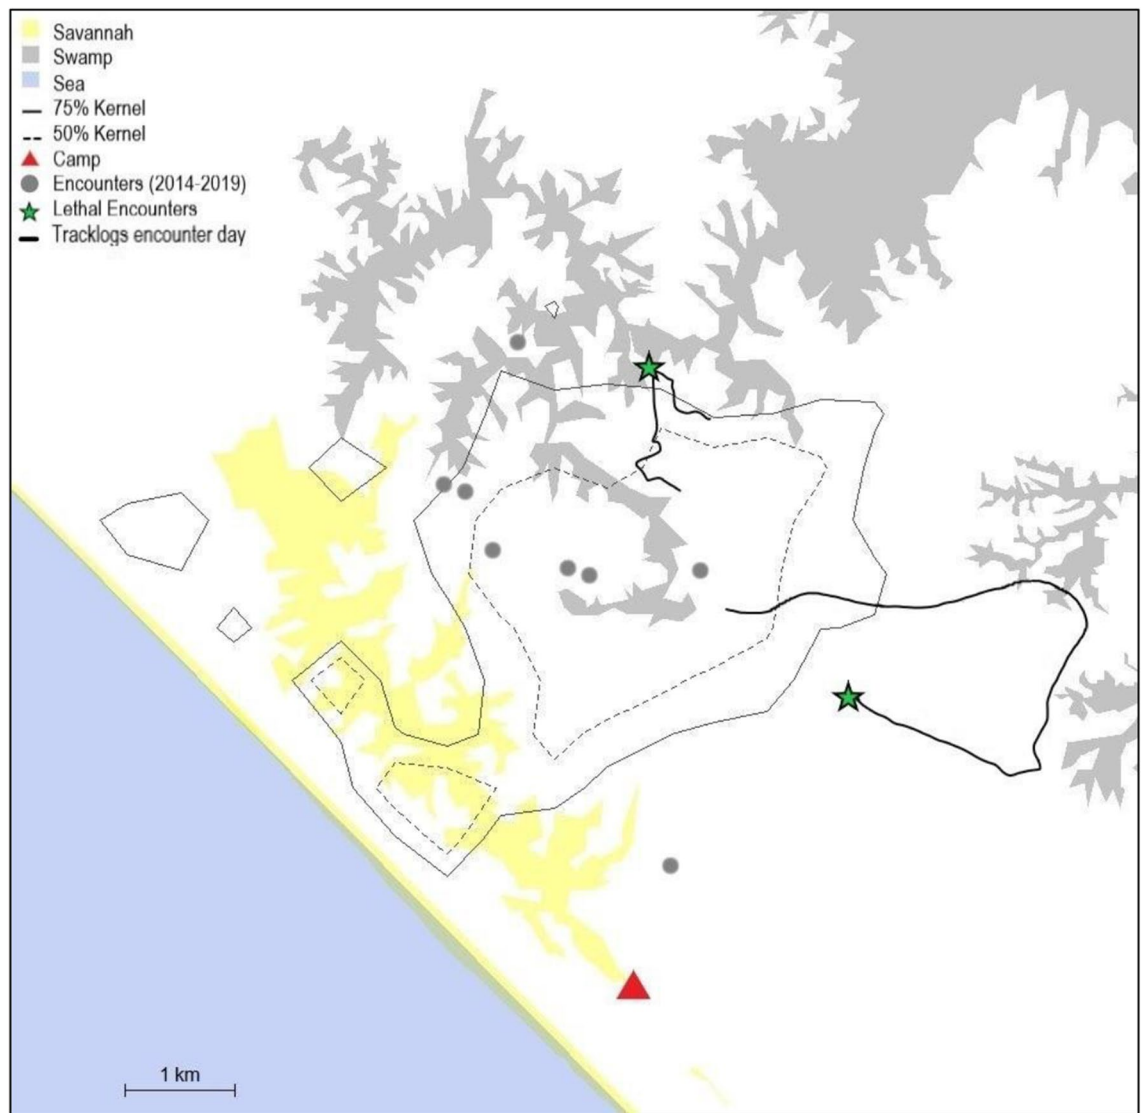 Savannah
Swamp
Sea
75% Kernel
50% Kernel
Camp
Encounters (2014-2019)
Lethal Encounters
Tracklogs encounter day
1 km